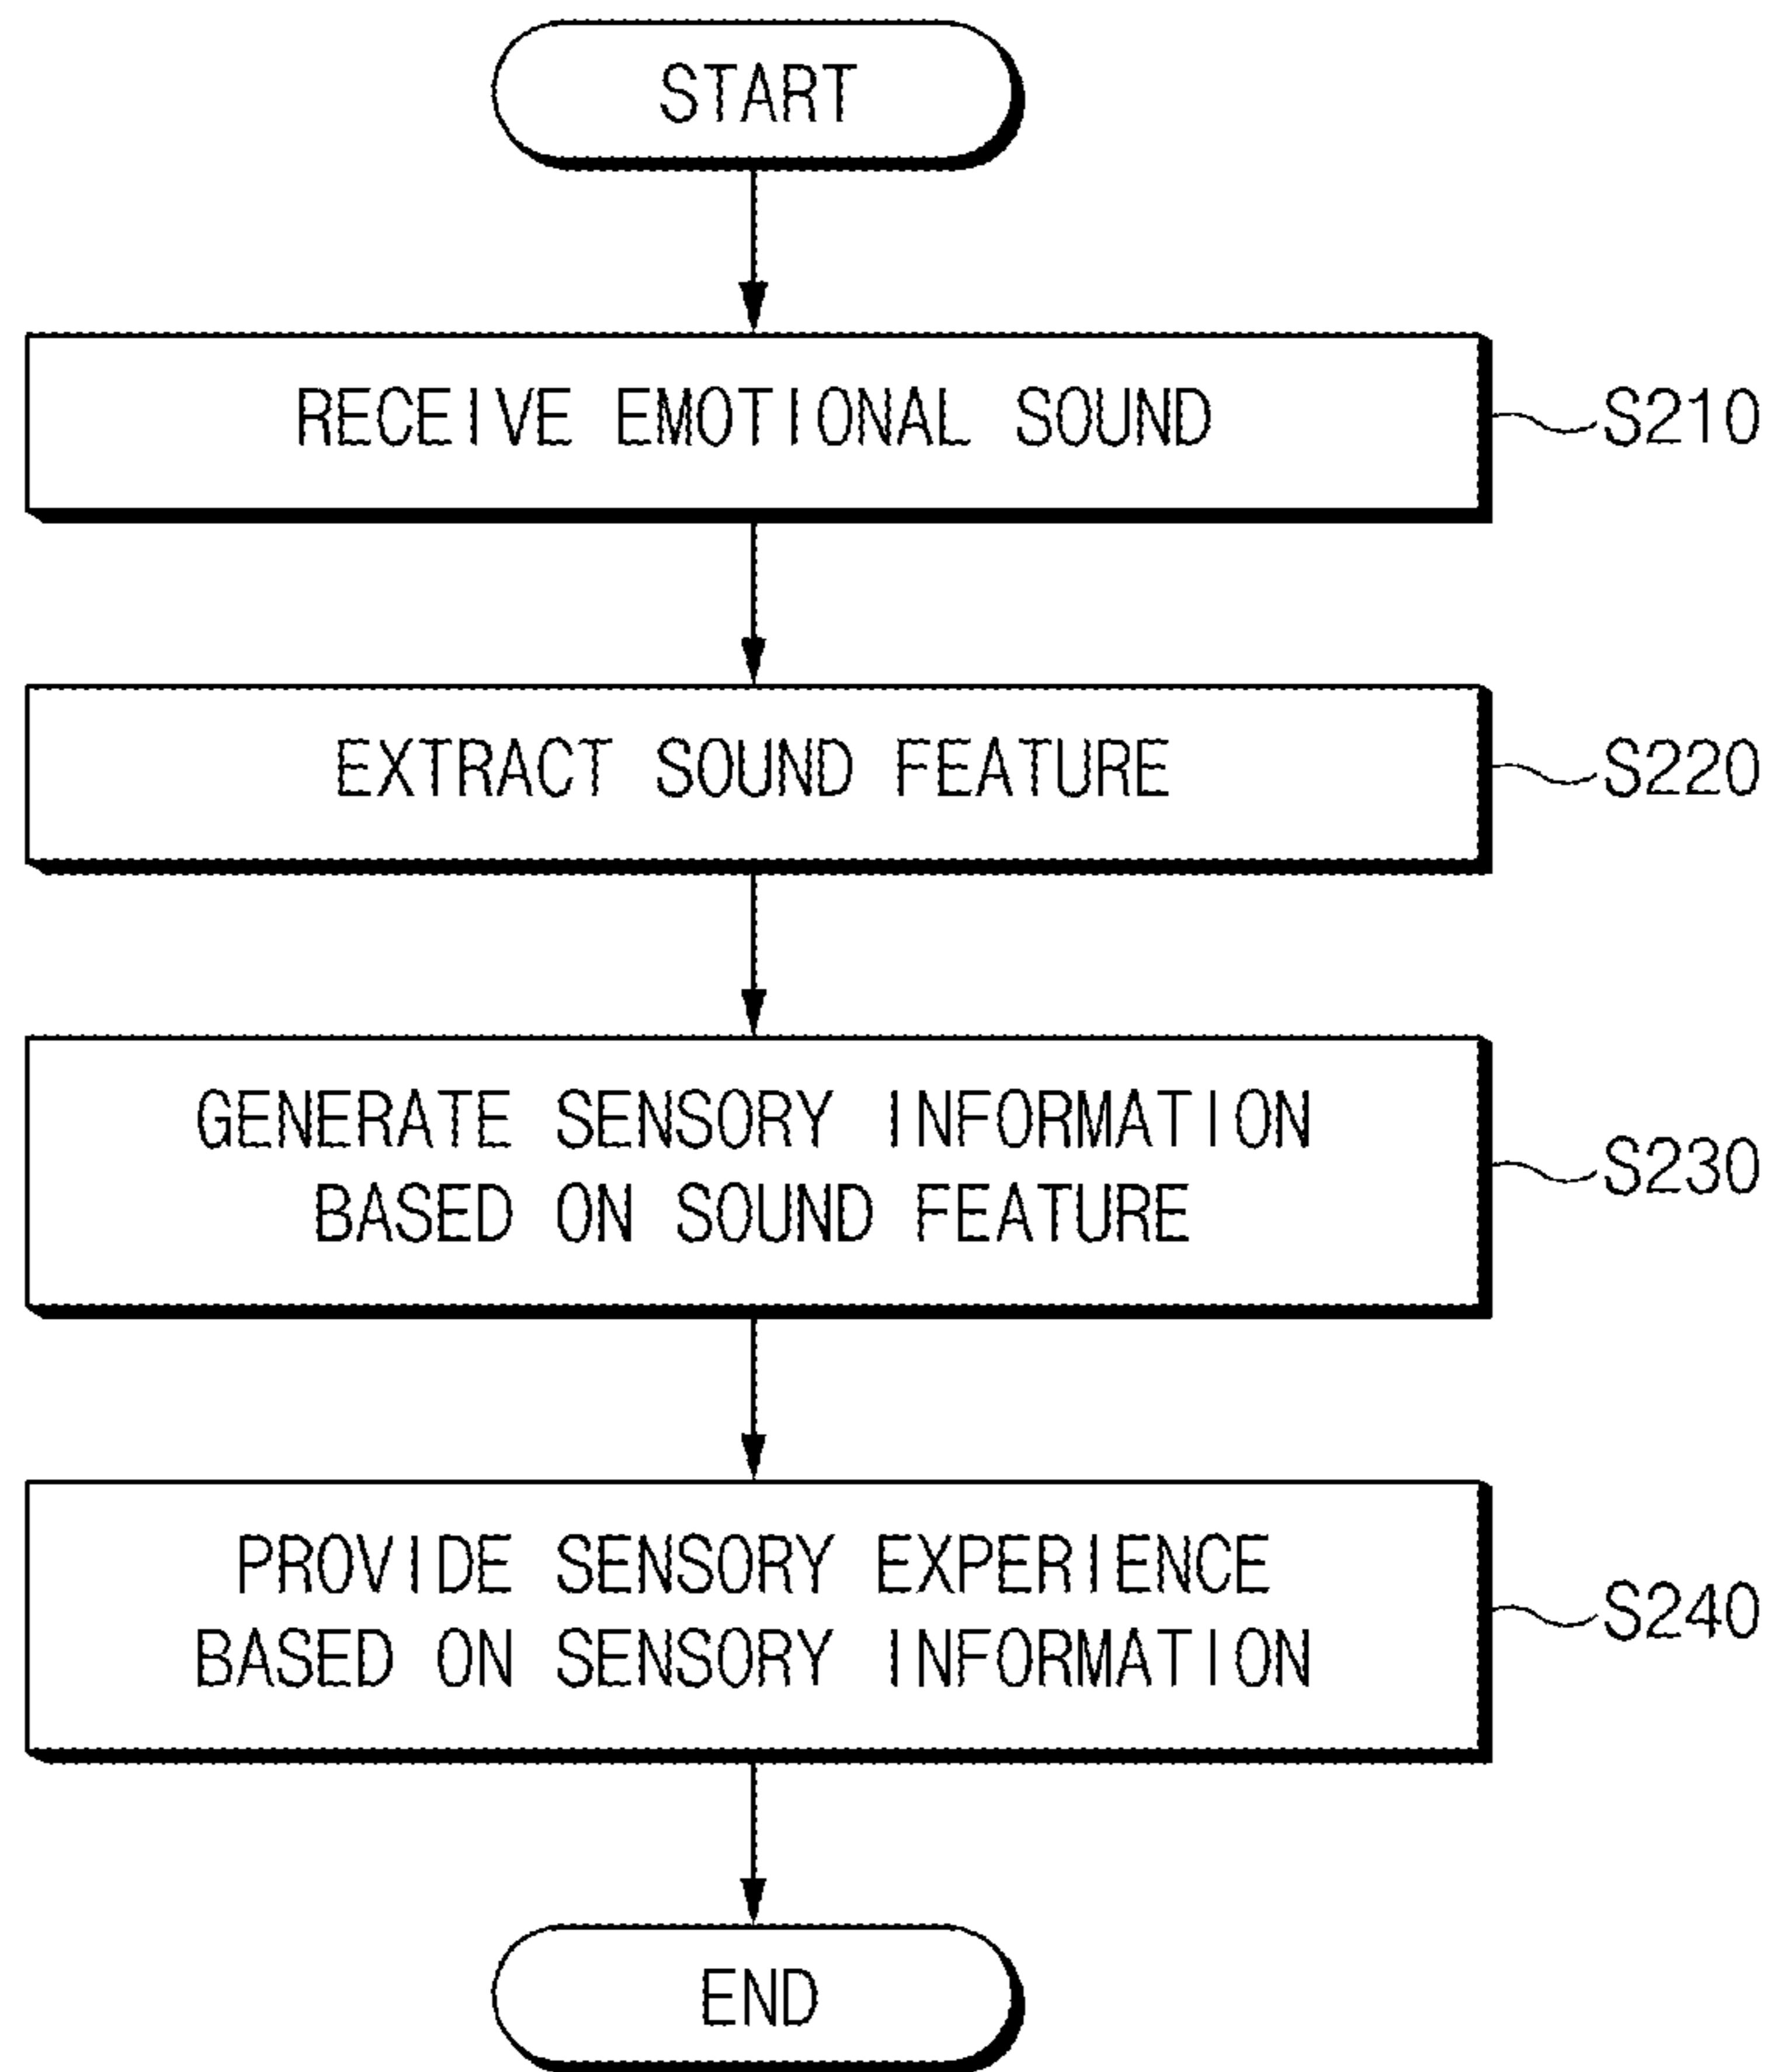 START
RECEIVE EMOTIONAL SOUND
S210
EXTRACT SOUND FEATURE
S220
GENERATE SENSORY INFORMATION
BASED ON SOUND FEATURE
S230
PROVIDE SENSORY EXPERIENCE
BASED ON SENSORY INFORMATION
S240
END